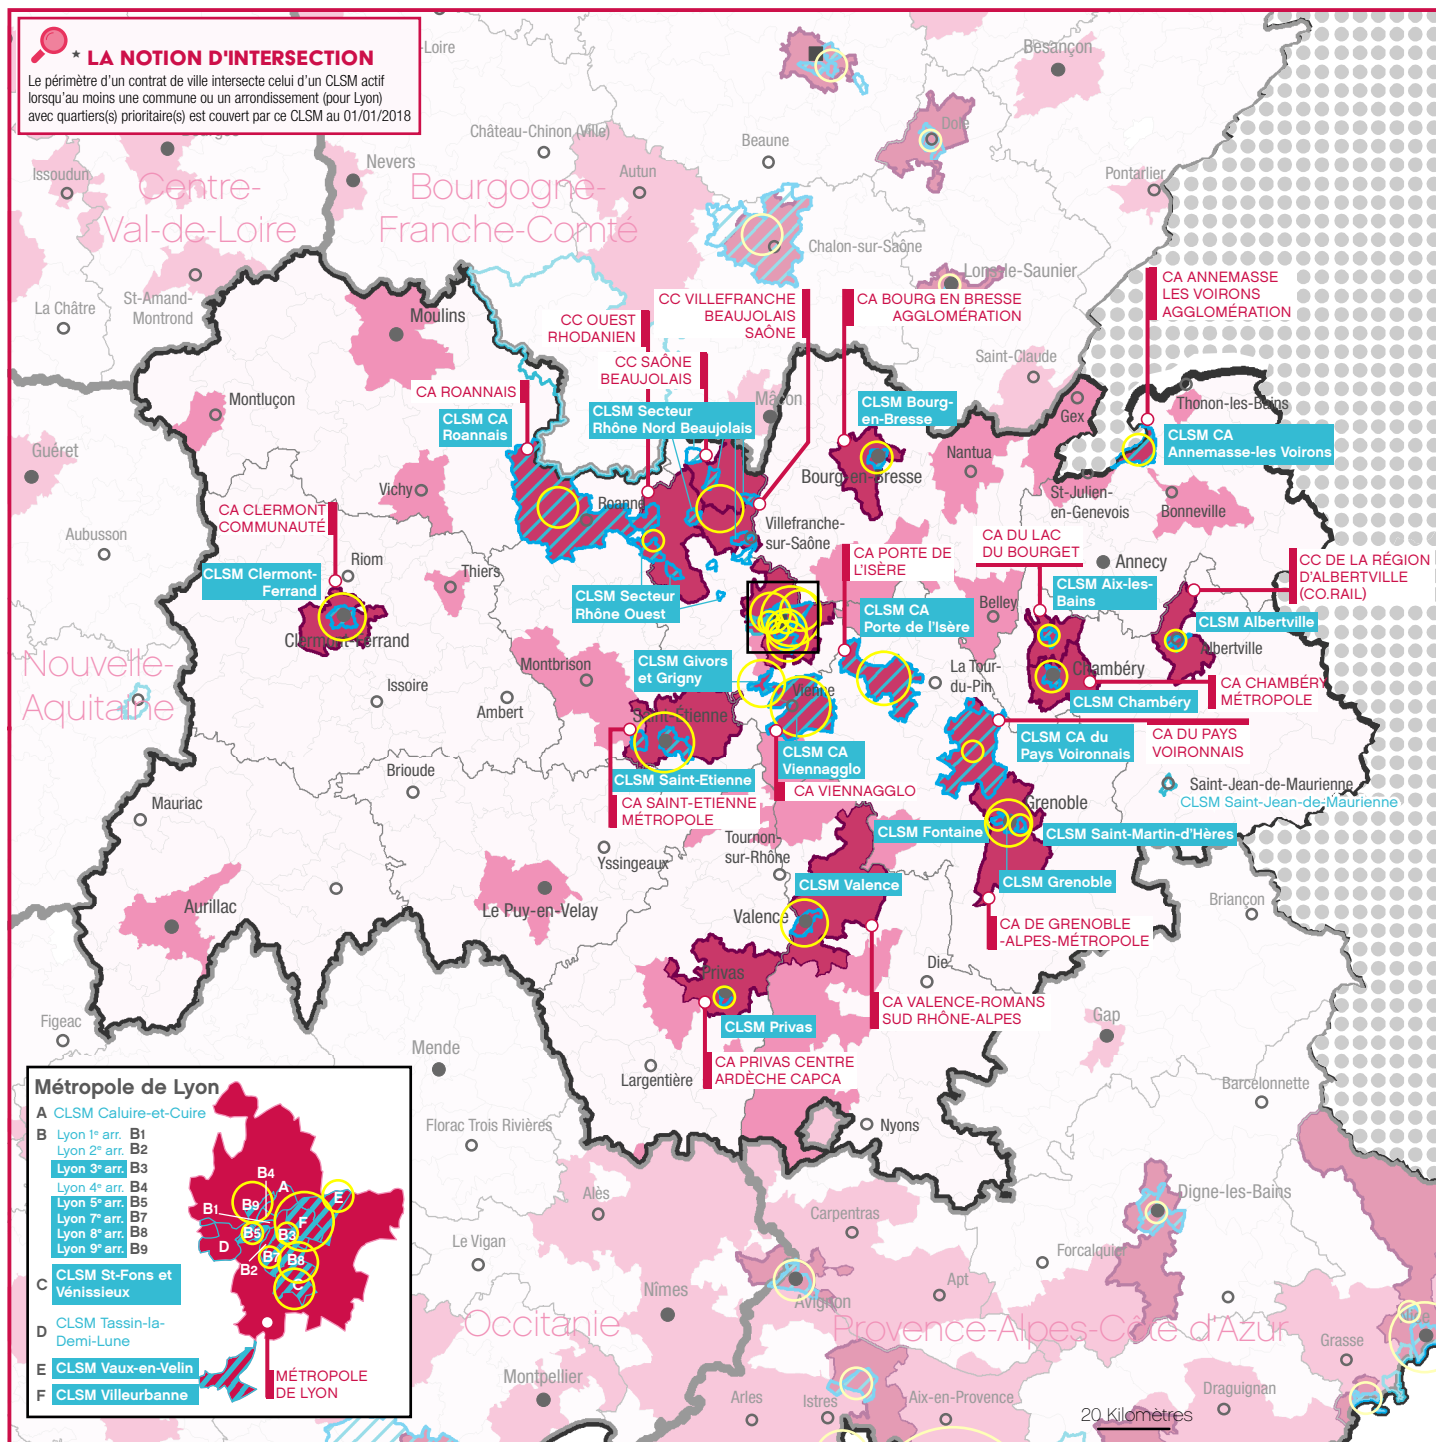 * LA NOTION D'INTERSECTION
Le périmètre d'un contrat de ville intersecte celui d'un CLSM actif
lorsqu'au moins une commune ou un arrondissement (pour Lyon)
avec quartiers(s) prioritaire(s) est couvert par ce CLSM au 01/01/2018
-Loire
Besançon
Château-Chinon (Ville)
Beaune
Dole
Nevers
Autun
Issoudun
Pontarlier
Centre-
Val-de-Loire
Bourgogne-
Franche-Comté
Chalon-sur-Saône
Lons-le-Saunier
La Châtre
St-Amand-
Montrond
Moulins
CC OUEST
RHODANIEN
CC VILLEFRANCHE
BEAUJOLAIS
SAÔNE
CA BOURG EN BRESSE
AGGLOMÉRATION
CA ANNEMASSE
LES VOIRONS
AGGLOMÉRATION
CC SAÔNE
BEAUJOLAIS
Saint-Claude
CA ROANNAIS
Montluçon
Mâcon
Gex
Thonon-les-Bains
CLSM CA
Roannais
CLSM Secteur
Rhône Nord Beaujolais
CLSM Bourg-
en-Bresse
CLSM CA
Annemasse-les Voirons
Guéret
Nantua
Bourg-en-Bresse
Vichy
St-Julien-
en-Genevois
Bonneville
Roanne
CA CLERMONT
COMMUNAUTÉ
Villefranche-
sur-Saône
Aubusson
CA PORTE DE
L'ISÈRE
CA DU LAC
DU BOURGET
Annecy
CC DE LA RÉGION
D'ALBERTVILLE
(CO.RAIL)
Riom
Thiers
CLSM Clermont-
Ferrand
CLSM Secteur
Rhône Ouest
CLSM CA
Porte de l'Isère
Belley
CLSM Aix-les-
Bains
CLSM Albertville
Albertville
Clermont-Ferrand
Nouvelle-
Aquitaine
Montbrison
CLSM Givors
et Grigny
La Tour-
du-Pin
Chambéry
Issoire
Ambert
Vienne
CLSM Chambéry
CA CHAMBÉRY
MÉTROPOLE
Saint-Étienne
CLSM CA du
Pays Voironnais
CA DU PAYS
VOIRONNAIS
CLSM CA
Viennagglo
CLSM Saint-Etienne
CA VIENNAGGLO
Brioude
Saint-Jean-de-Maurienne
CLSM Saint-Jean-de-Maurienne
Mauriac
CA SAINT-ETIENNE
MÉTROPOLE
Grenoble
Tournon-
sur-Rhône
CLSM Fontaine
CLSM Saint-Martin-d'Hères
Yssingeaux
CLSM Valence
CLSM Grenoble
Aurillac
Le Puy-en-Velay
Valence
Briançon
CA DE GRENOBLE
-ALPES-MÉTROPOLE
Privas
Die
CA VALENCE-ROMANS
SUD RHÔNE-ALPES
Gap
Figeac
CLSM Privas
Mende
CA PRIVAS CENTRE
ARDÈCHE CAPCA
Largentière
Barcelonnette
Florac Trois Rivières
Nyons
Métropole de Lyon
A CLSM Caluire-et-Cuire
B Lyon 1e arr. B1
Lyon 2e arr. B2
Lyon 3e arr. B3
Lyon 4e arr. B4
Lyon 5e arr. B5
Lyon 7e arr. B7
Lyon 8e arr. B8
Lyon 9e arr. B9
C CLSM St-Fons et
Vénissieux
D CLSM Tassin-la-
Demi-Lune
E CLSM Vaux-en-Velin
F CLSM Villeurbanne
B4
A
E
B9
B1
F
B5
B3
D
B7
B8
B2
C
MÉTROPOLE
DE LYON
Alès
Carpentras
Digne-les-Bains
Le Vigan
Forcalquier
Nîmes
Apt
Avignon
Occitanie
Provence-Alpes-Côte d'Azur
Grasse
Montpellier
Arles
Istres
Aix-en-Provence
Draguignan
20 Kilomètres